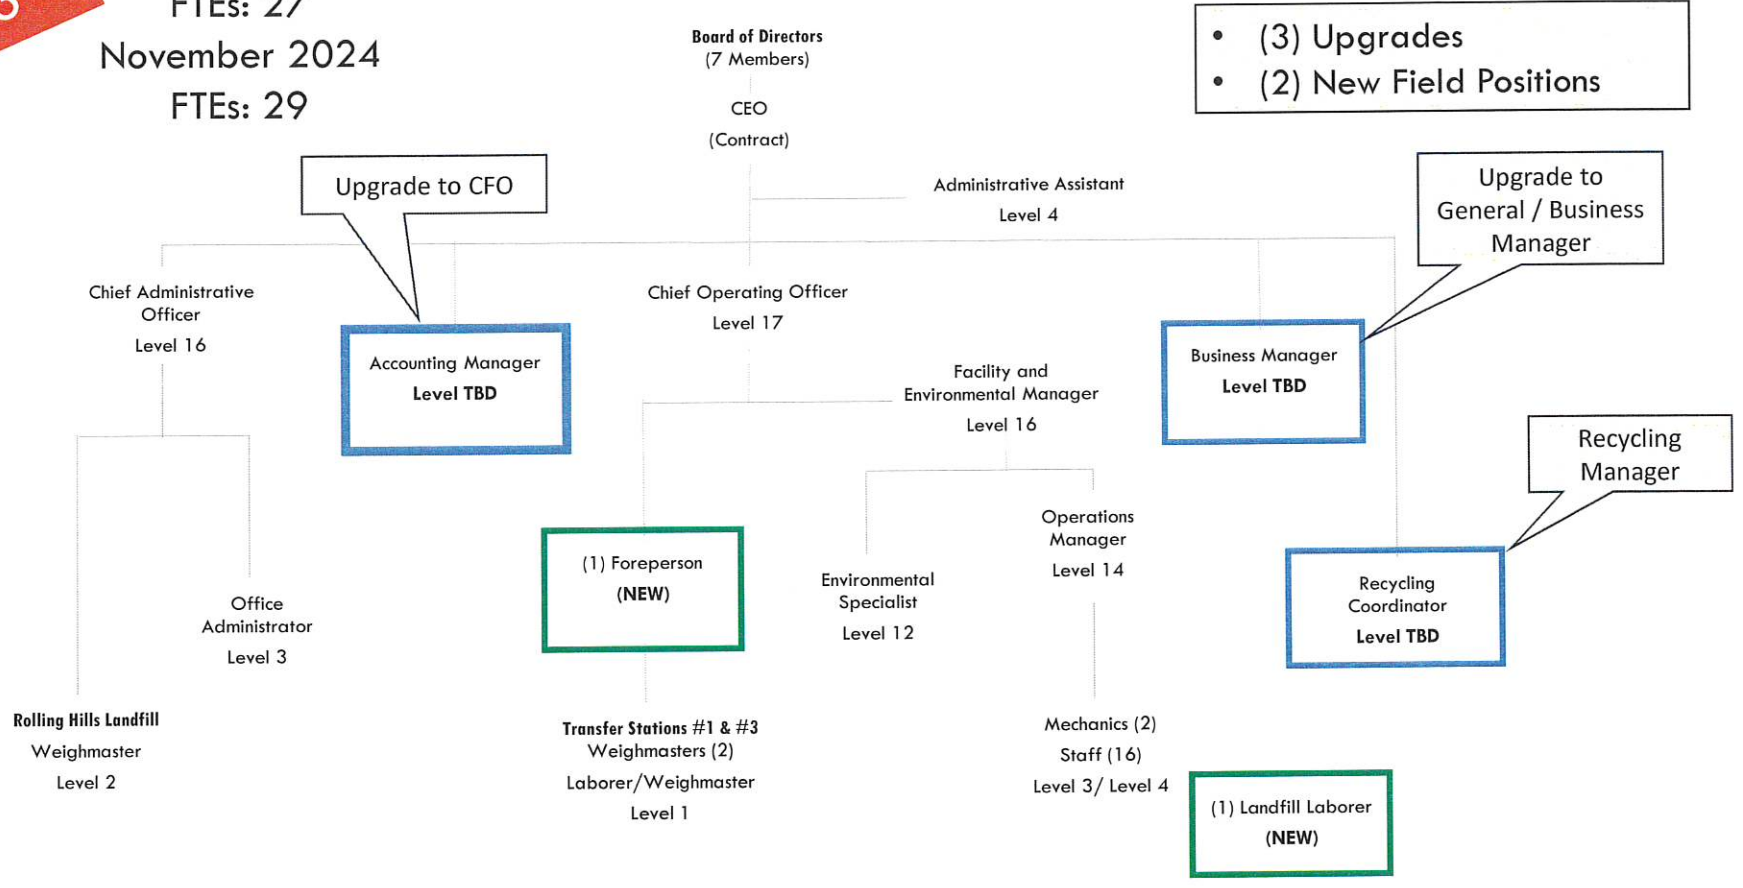 FTEs: 27
November 2024
FTEs: 29
• (3) Upgrades
• (2) New Field Positions
Board of Directors
(7 Members)
CEO
(Contract)
Administrative Assistant
Level 4
Upgrade to CFO
Upgrade to
General / Business
Manager
Chief Administrative
Officer
Level 16
Accounting Manager
Level TBD
Chief Operating Officer
Level 17
Facility and
Environmental Manager
Level 16
Business Manager
Level TBD
Recycling
Manager
(1) Foreperson
(NEW)
Operations
Manager
Level 14
Environmental
Specialist
Level 12
Recycling
Coordinator
Level TBD
Office
Administrator
Level 3
Rolling Hills Landfill
Weighmaster
Level 2
Transfer Stations #1 & #3
Weighmasters (2)
Laborer/Weighmaster
Level 1
Mechanics (2)
Staff (16)
Level 3/ Level 4
(1) Landfill Laborer
(NEW)